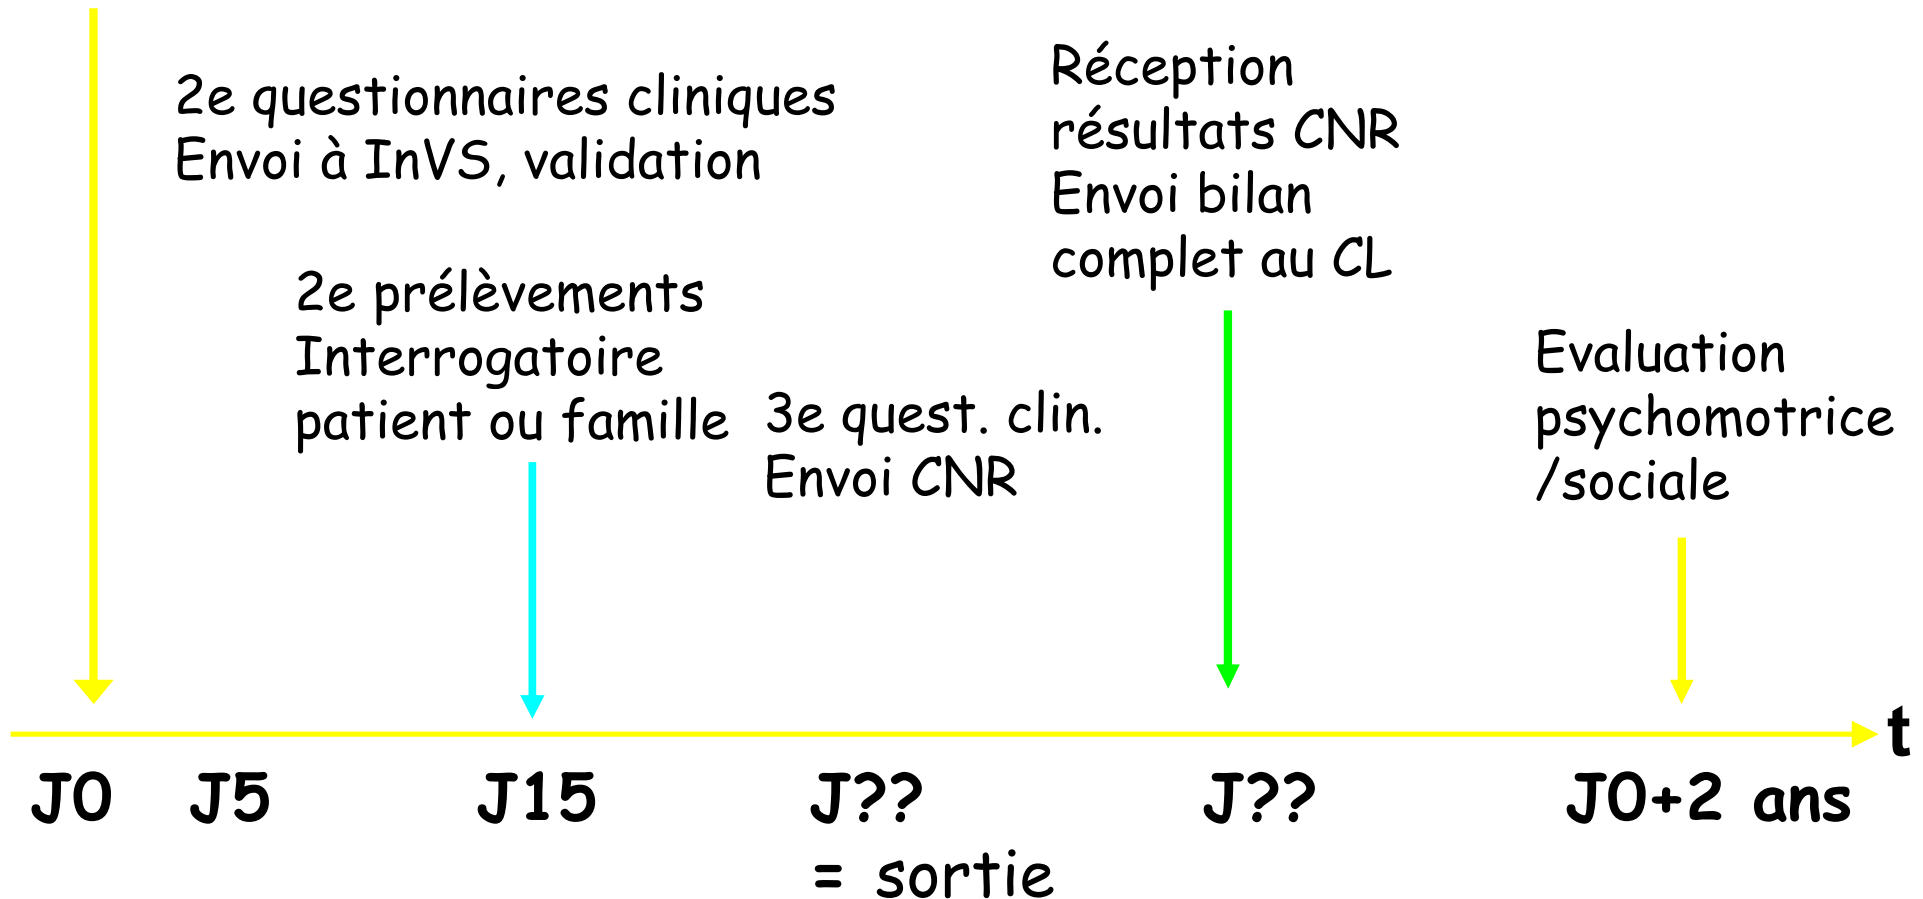 2e questionnaires cliniques
Envoi à InVS, validation
2e prélèvements
Interrogatoire
patient ou famille
3e quest. clin.
Envoi CNR
Réception
résultats CNR
Envoi bilan
complet au CL
Evaluation
psychomotrice
/sociale
t
J0 J5 J15 J?? J?? J0+2 ans
= sortie